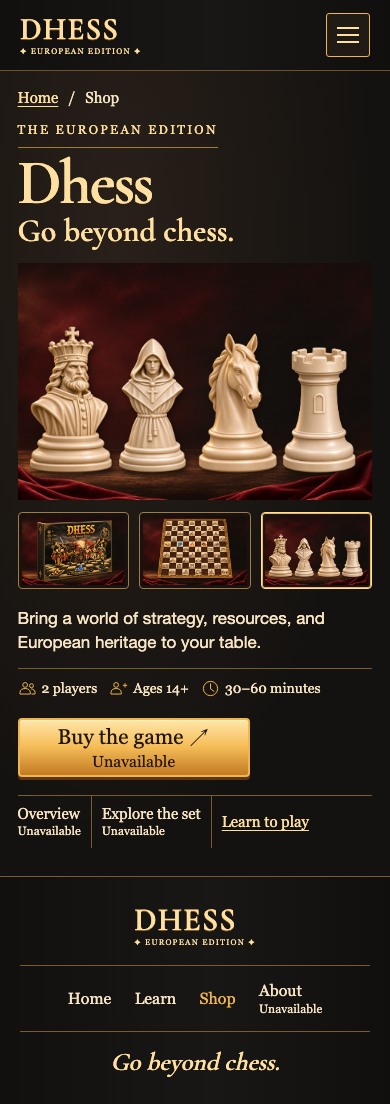 DHESS
✦ EUROPEAN EDITION ✦
Home / Shop
THE EUROPEAN EDITION
Dhess
Go beyond chess.
DHESS
Bring a world of strategy, resources, and
European heritage to your table.
2 players Ages 14+ 30–60 minutes
Buy the game ↗
Unavailable
Overview
Unavailable
Explore the set
Unavailable
Learn to play
DHESS
✦ EUROPEAN EDITION ✦
Home Learn Shop About
Unavailable
Go beyond chess.